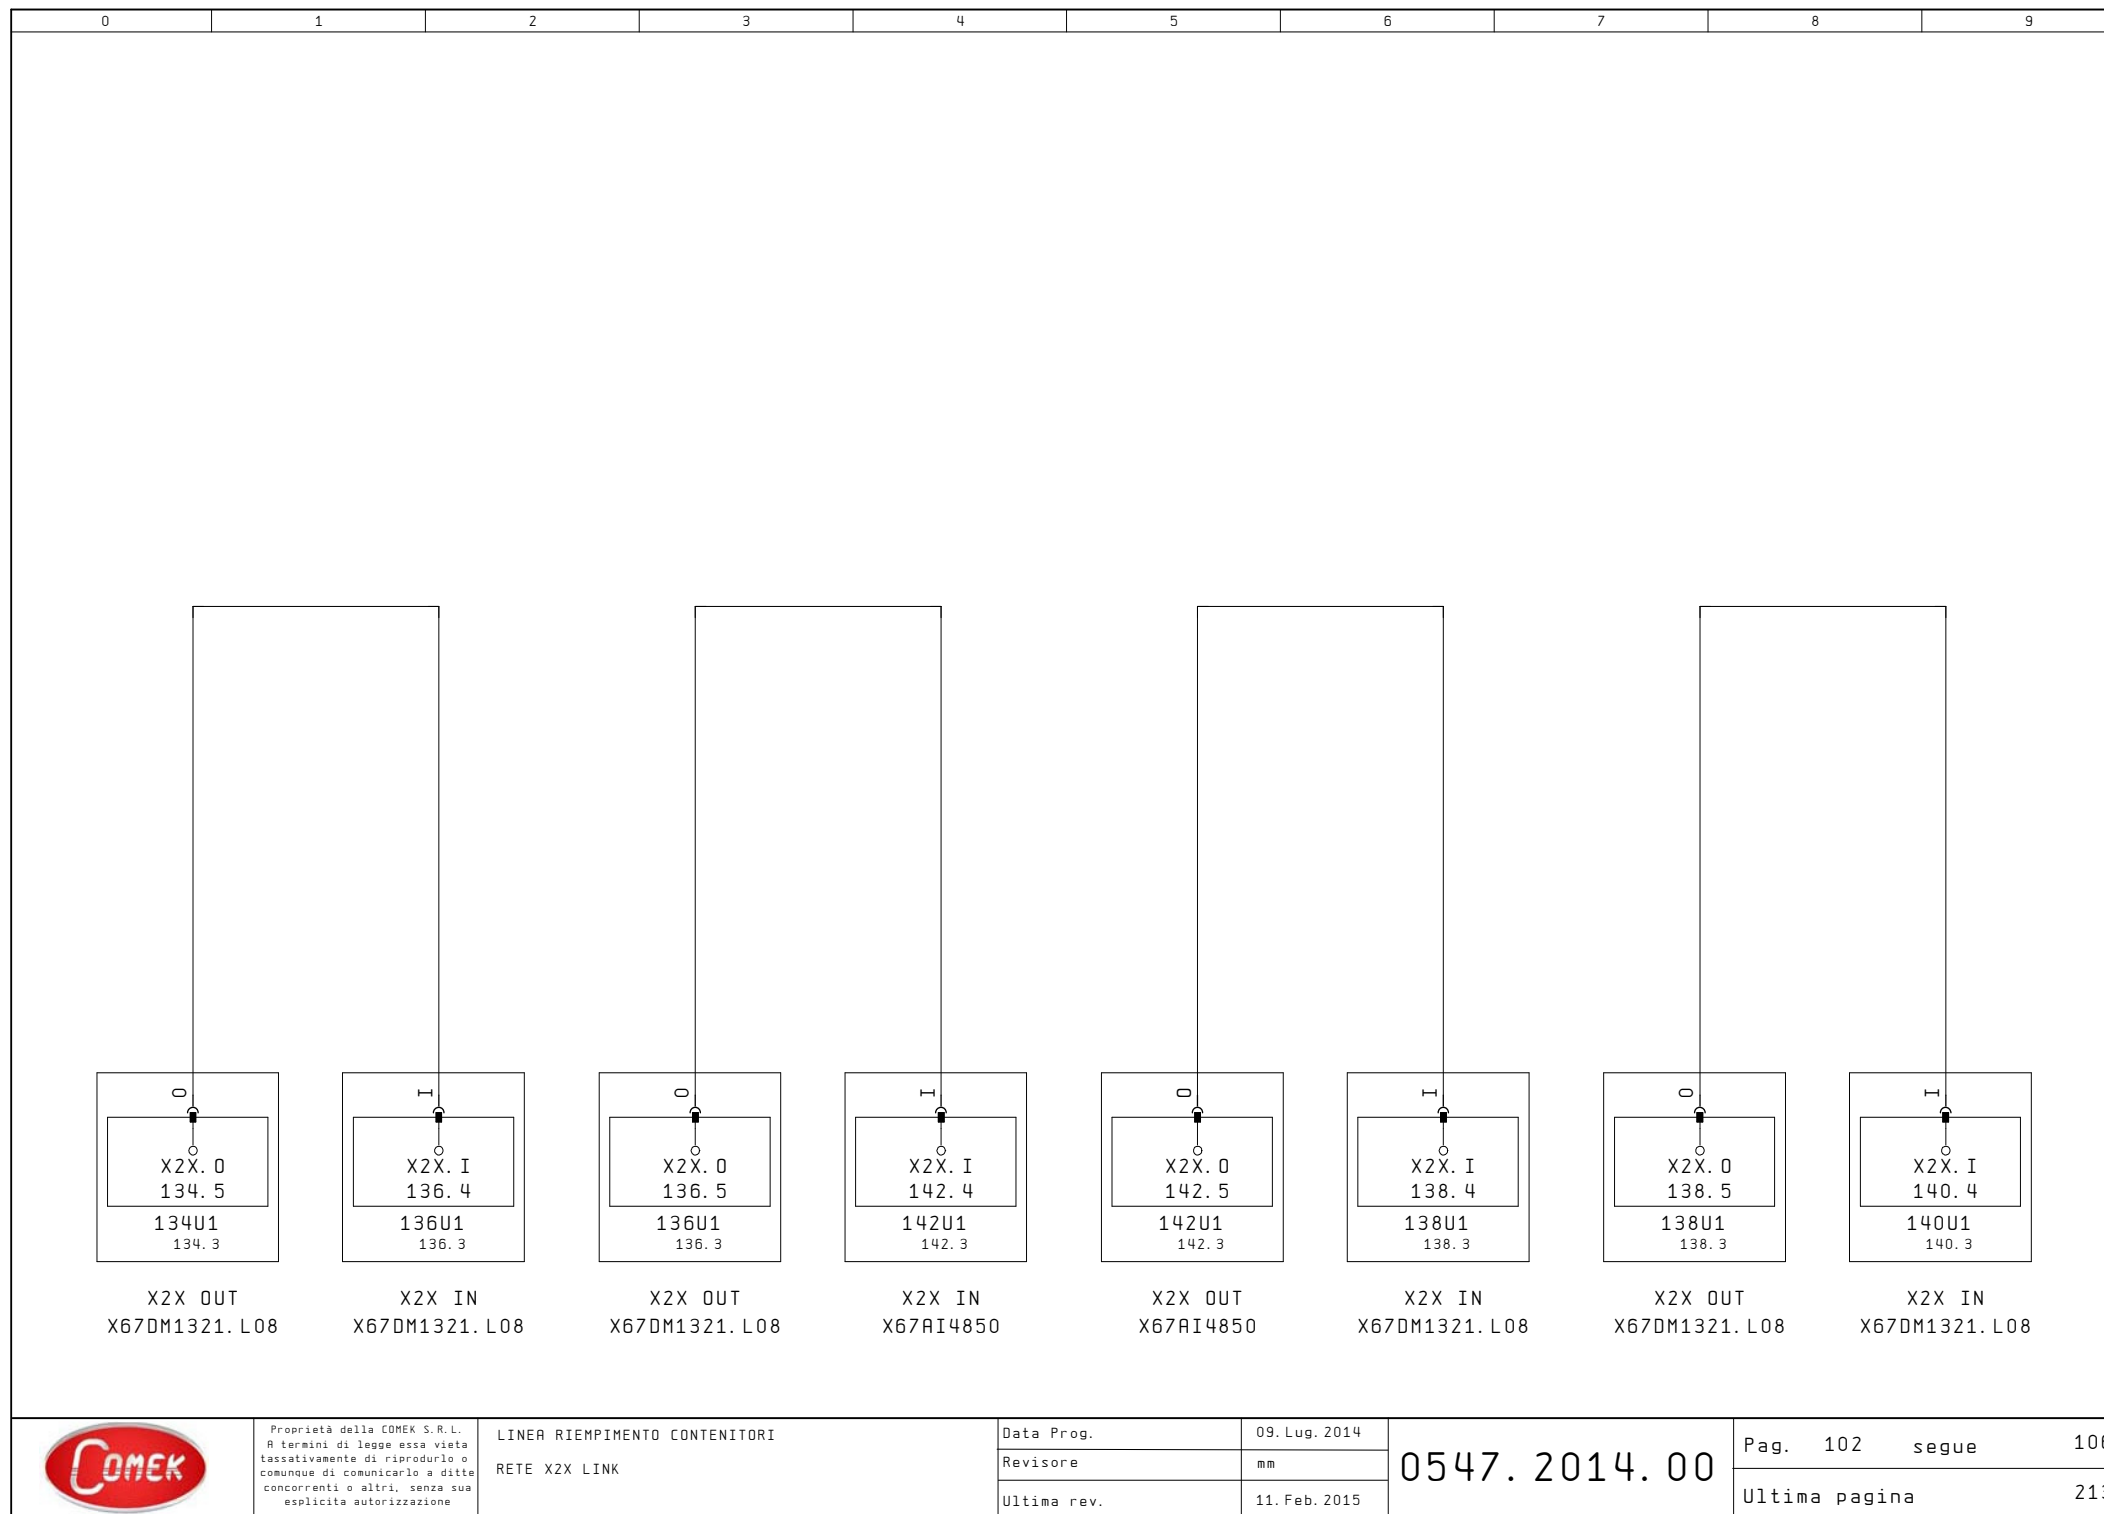 0 1 2 3 4 5 6 7 8 9
O I O I O I O I
X2X.O X2X.I X2X.O X2X.I X2X.O X2X.I X2X.O X2X.I
134.5 136.4 136.5 142.4 142.5 138.4 138.5 140.4
134U1 136U1 136U1 142U1 142U1 138U1 138U1 140U1
134.3 136.3 136.3 142.3 142.3 138.3 138.3 140.3
X2X OUT X2X IN X2X OUT X2X IN X2X OUT X2X IN X2X OUT X2X IN
X67DM1321.L08 X67DM1321.L08 X67DM1321.L08 X67AI4850 X67AI4850 X67DM1321.L08 X67DM1321.L08 X67DM1321.L08
COMEK
Proprietà della COMEK S.R.L.
A termini di legge essa vieta
tassativamente di riprodurlo o
comunque di comunicarlo a ditte
concorrenti o altri, senza sua
esplicita autorizzazione
LINEA RIEMPIMENTO CONTENITORI
RETE X2X LINK
Data Prog. 09.Lug.2014
Revisore mm
Ultima rev. 11.Feb.2015
0547.2014.00
Pag. 102 segue 106
Ultima pagina 213